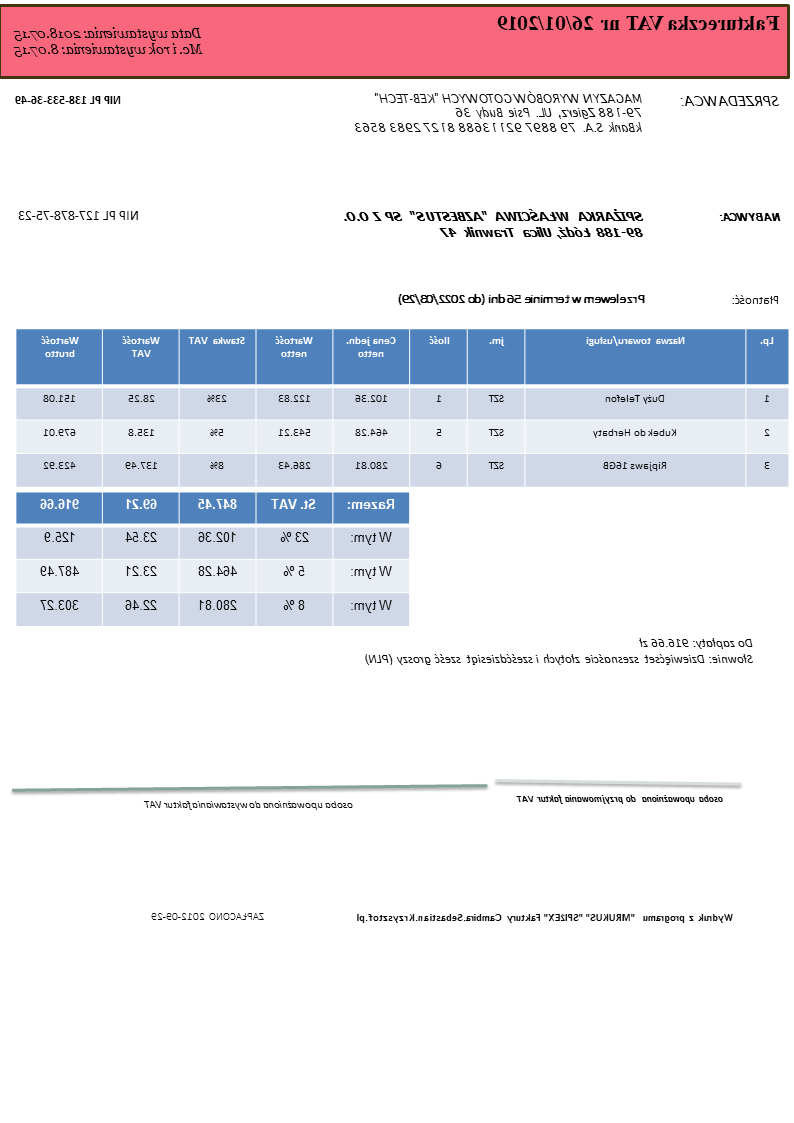 Faktureczka VAT nr 26/01/2019
Data wystawienia: 2018.07.15
Mc. i rok wystawienia: 8.07.15
SPRZEDAWCA:
MAGAZYN WYROBÓW GOTOWYCH "KEB-TECH"
79-188 Zgierz, UL. Psie Budy 36
kBank S.A. 79 8897 9211 3688 8127 2983 8563
NIP PL 138-533-36-49
NABYWCA:
SPIŻARKA WŁAŚCIWA "AZBESTUS" SP Z O.O.
89-188 Łódź, Ulica Trawnik 47
NIP PL 127-878-75-23
Płatność:
Przelewem w terminie 56 dni (do 2022/03/29)
Lp. Nazwa towaru/usługi jm. Ilość Cena jedn. netto Wartość netto Stawka VAT Wartość VAT Wartość brutto
1 Duży Telefon SZT 1 102.36 122.83 23% 28.25 151.08
2 Kubek do Herbaty SZT 5 464.28 543.21 5% 135.8 679.01
3 Ripjaws 16GB SZT 6 280.81 286.43 8% 137.49 423.92
Razem: St. VAT 847.45 69.21 916.66
W tym: 23 % 102.36 23.54 125.9
W tym: 5 % 464.28 23.21 487.49
W tym: 8 % 280.81 22.46 303.27
Do zapłaty: 916.66 zł
Słownie: Dziewięćset szesnaście złotych i sześćdziesiąt sześć groszy (PLN)
osoba upoważniona do przyjmowania faktur VAT
osoba upoważniona do wystawiania faktur VAT
Wydruk z programu "MRUKUS" "SPIŻEX" Faktury Cambira.Sebastian.Krzysztof.pl
ZAPŁACONO 2012-09-29